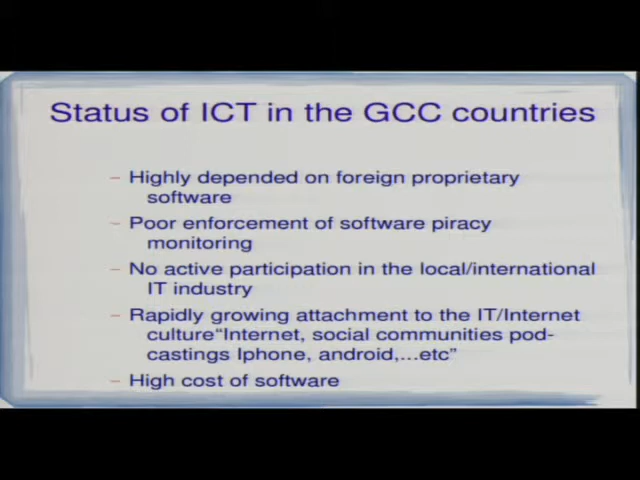 Status of ICT in the GCC countries
– Highly depended on foreign proprietary
software
– Poor enforcement of software piracy
monitoring
– No active participation in the local/international
IT industry
– Rapidly growing attachment to the IT/Internet
culture“Internet, social communities pod-
castings Iphone, android,...etc”
– High cost of software